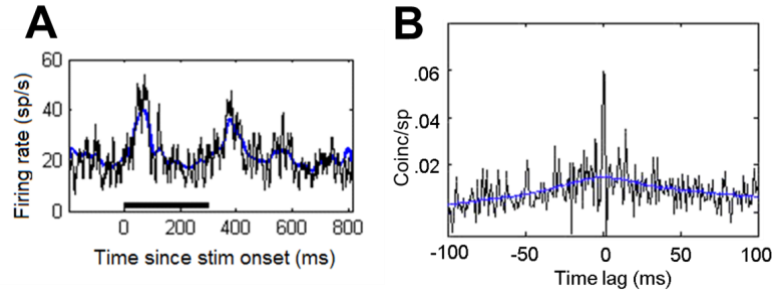 A
Firing rate (sp/s)
60
40
20
0
0 200 400 600 800
Time since stim onset (ms)
B
Coinc/sp
.06
.04
.02
-100 -50 0 50 100
Time lag (ms)